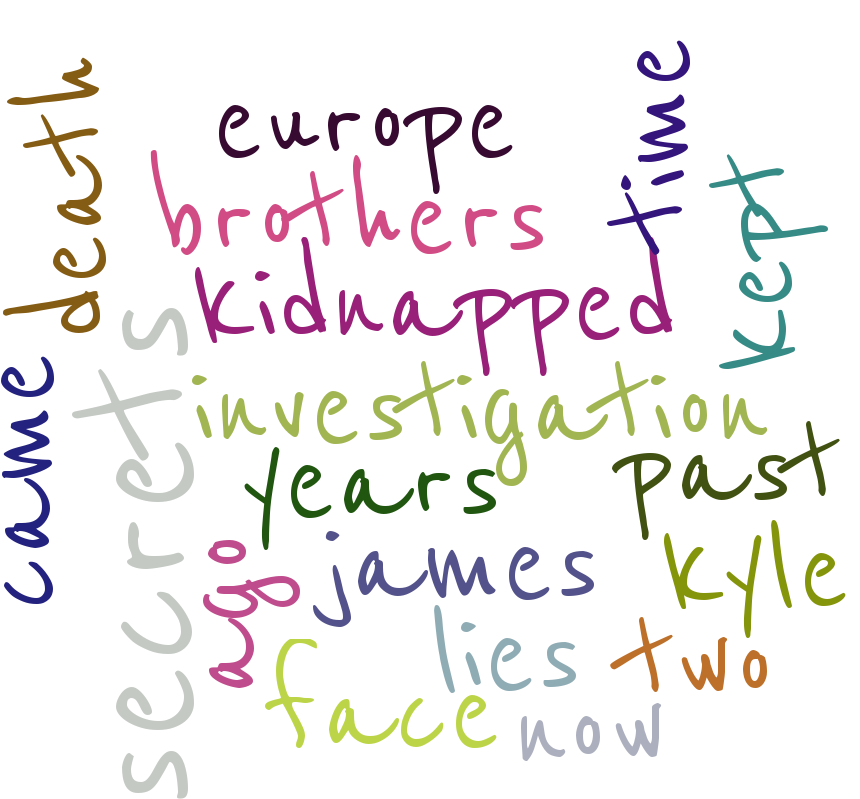 death
europe
time
brothers
kept
kidnapped
secrets
came
investigation
years
past
ago
james
kyle
lies
two
face
now